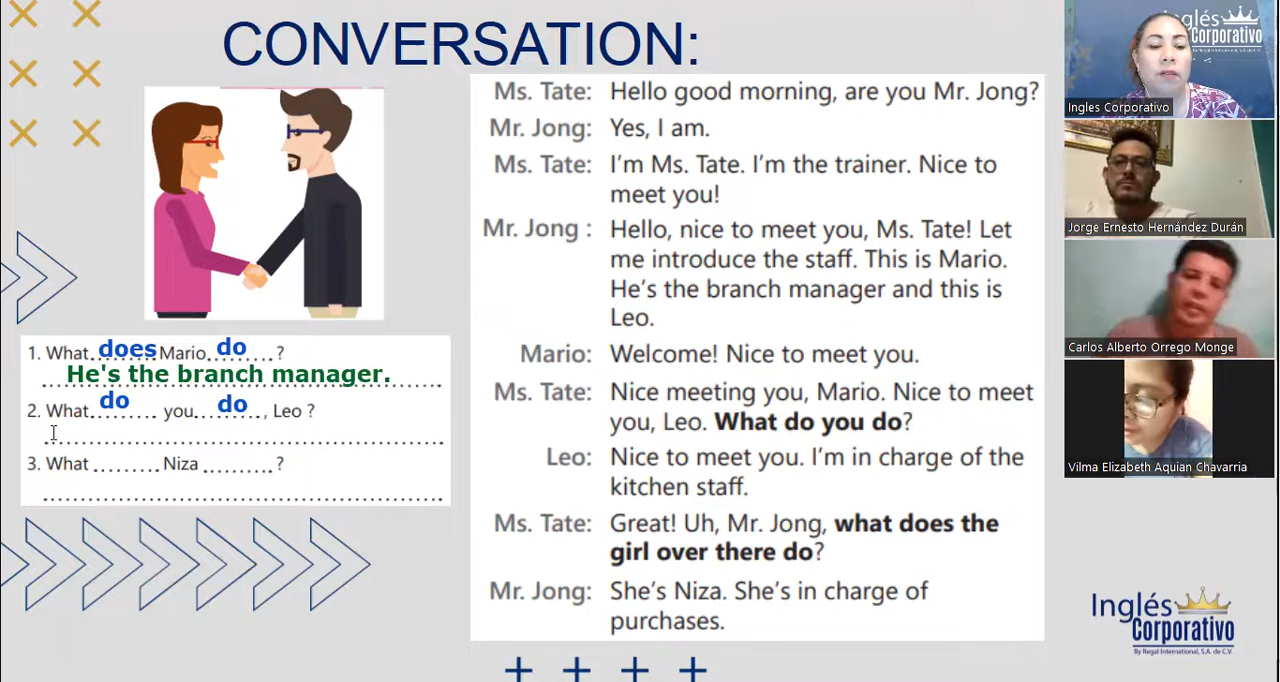 CONVERSATION:
Ms. Tate: Hello good morning, are you Mr. Jong?
Mr. Jong: Yes, I am.
Ms. Tate: I'm Ms. Tate. I'm the trainer. Nice to
meet you!
Mr. Jong : Hello, nice to meet you, Ms. Tate! Let
me introduce the staff. This is Mario.
He's the branch manager and this is
Leo.
Mario: Welcome! Nice to meet you.
Ms. Tate: Nice meeting you, Mario. Nice to meet
you, Leo. What do you do?
Leo: Nice to meet you. I'm in charge of the
kitchen staff.
Ms. Tate: Great! Uh, Mr. Jong, what does the
girl over there do?
Mr. Jong: She's Niza. She's in charge of
purchases.
1. What does Mario do ?
He's the branch manager.
2. What do you do, Leo ?
3. What ......... Niza ......... ?
Inglés
Corporativo
By Regal International, S.A. de C.V.
Inglés
Corporativo
By Regal International, S.A. de C.V.
Ingles Corporativo
Jorge Ernesto Hernández Durán
Carlos Alberto Orrego Monge
Vilma Elizabeth Aquian Chavarria